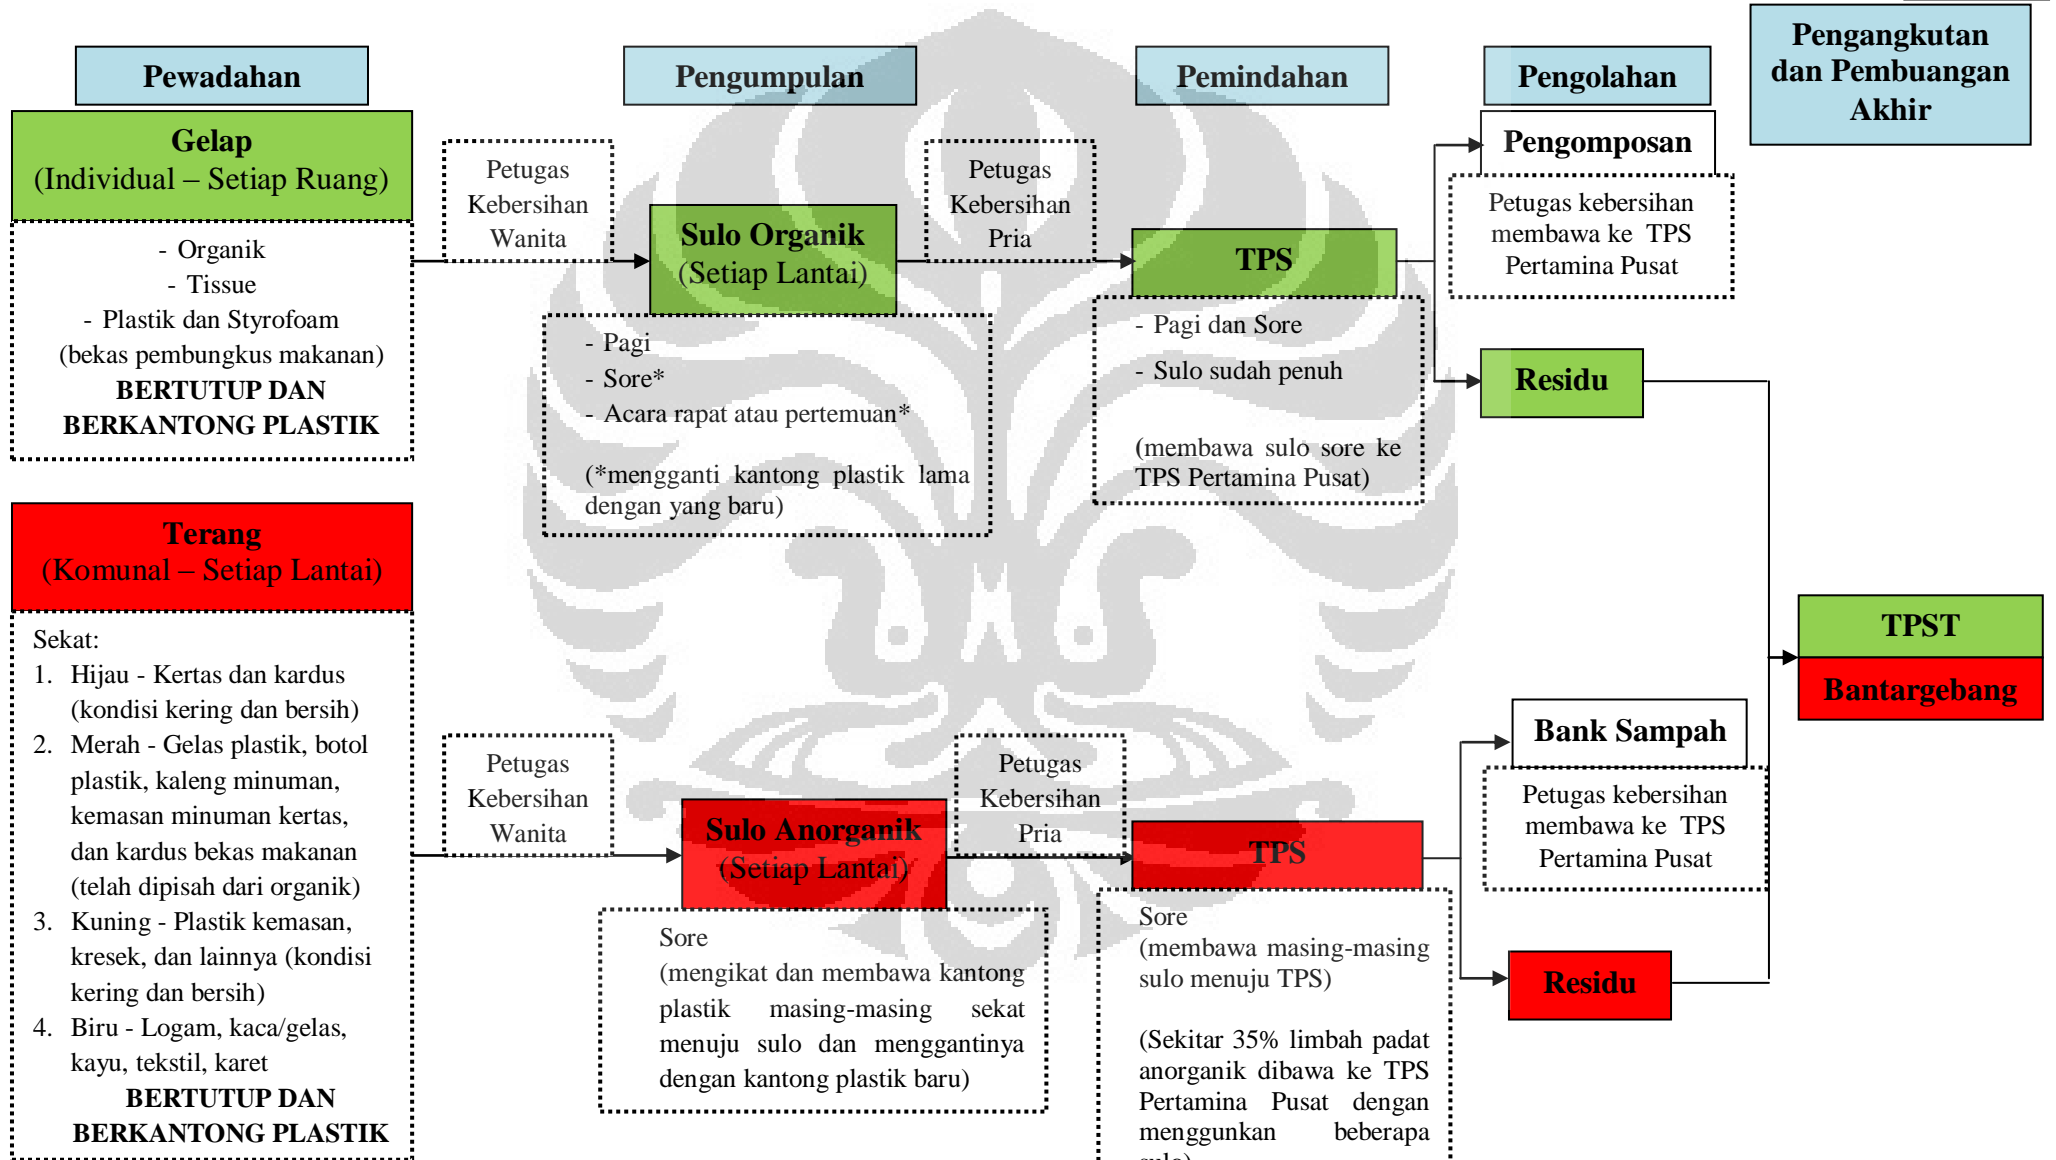 Pewadahan
Pengumpulan
Pemindahan
Pengolahan
Pengangkutan
dan Pembuangan
Akhir
Gelap
(Individual – Setiap Ruang)
- Organik
- Tissue
- Plastik dan Styrofoam
(bekas pembungkus makanan)
BERTUTUP DAN
BERKANTONG PLASTIK
Petugas
Kebersihan
Wanita
Sulo Organik
(Setiap Lantai)
- Pagi
- Sore*
- Acara rapat atau pertemuan*
(*mengganti kantong plastik lama
dengan yang baru)
Petugas
Kebersihan
Pria
TPS
- Pagi dan Sore
- Sulo sudah penuh
(membawa sulo sore ke
TPS Pertamina Pusat)
Pengomposan
Petugas kebersihan
membawa ke TPS
Pertamina Pusat
Residu
Terang
(Komunal – Setiap Lantai)
Sekat:
1. Hijau - Kertas dan kardus
(kondisi kering dan bersih)
2. Merah - Gelas plastik, botol
plastik, kaleng minuman,
kemasan minuman kertas,
dan kardus bekas makanan
(telah dipisah dari organik)
3. Kuning - Plastik kemasan,
kresek, dan lainnya (kondisi
kering dan bersih)
4. Biru - Logam, kaca/gelas,
kayu, tekstil, karet
BERTUTUP DAN
BERKANTONG PLASTIK
Petugas
Kebersihan
Wanita
Sulo Anorganik
(Setiap Lantai)
Sore
(mengikat dan membawa kantong
plastik masing-masing sekat
menuju sulo dan menggantinya
dengan kantong plastik baru)
Petugas
Kebersihan
Pria
TPS
Sore
(membawa masing-masing
sulo menuju TPS)
(Sekitar 35% limbah padat
anorganik dibawa ke TPS
Pertamina Pusat dengan
menggunkan beberapa
sulo)
Bank Sampah
Petugas kebersihan
membawa ke TPS
Pertamina Pusat
Residu
TPST
Bantargebang